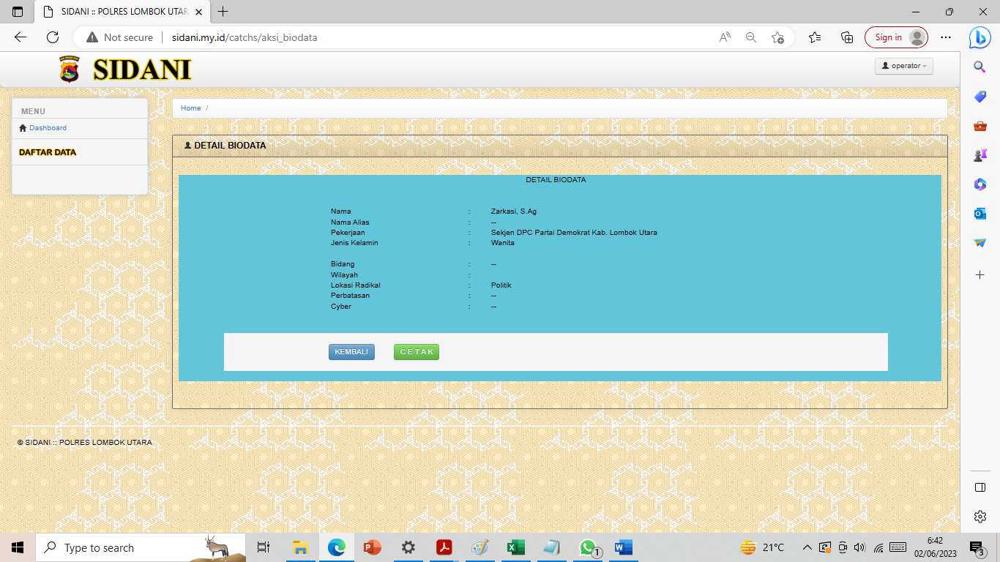 SIDANI :: POLRES LOMBOK UTAR
Not secure
sidani.my.id/catchs/aksi_biodata
Sign in
SIDANI
operator
MENU
Dashboard
DAFTAR DATA
Home /
DETAIL BIODATA
DETAIL BIODATA
Nama : Zarkasi, S.Ag
Nama Alias : --
Pekerjaan : Sekjen DPC Partai Demokrat Kab. Lombok Utara
Jenis Kelamin : Wanita
Bidang : --
Wilayah :
Lokasi Radikal : Politik
Perbatasan : --
Cyber : --
KEMBALI
C E T A K
© SIDANI :: POLRES LOMBOK UTARA
Type to search
1
21°C
6:42
02/06/2023
3